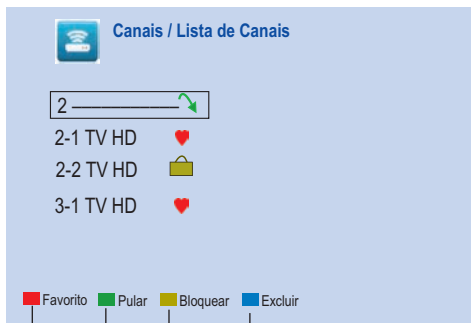 Canais / Lista de Canais
2
2-1 TV HD
2-2 TV HD
3-1 TV HD
Favorito Pular Bloquear Excluir